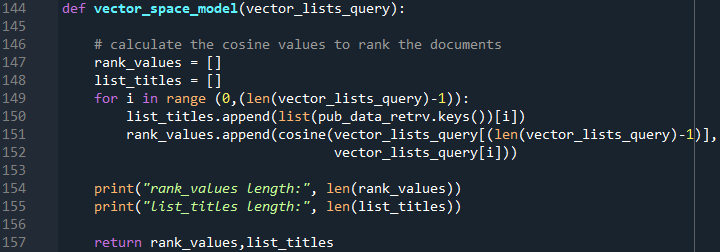 144 def vector_space_model(vector_lists_query):
145
146     # calculate the cosine values to rank the documents
147     rank_values = []
148     list_titles = []
149     for i in range (0,(len(vector_lists_query)-1)):
150         list_titles.append(list(pub_data_retrv.keys())[i])
151         rank_values.append(cosine(vector_lists_query[(len(vector_lists_query)-1)],
152                                   vector_lists_query[i]))
153
154     print("rank_values length:", len(rank_values))
155     print("list_titles length:", len(list_titles))
156
157     return rank_values,list_titles